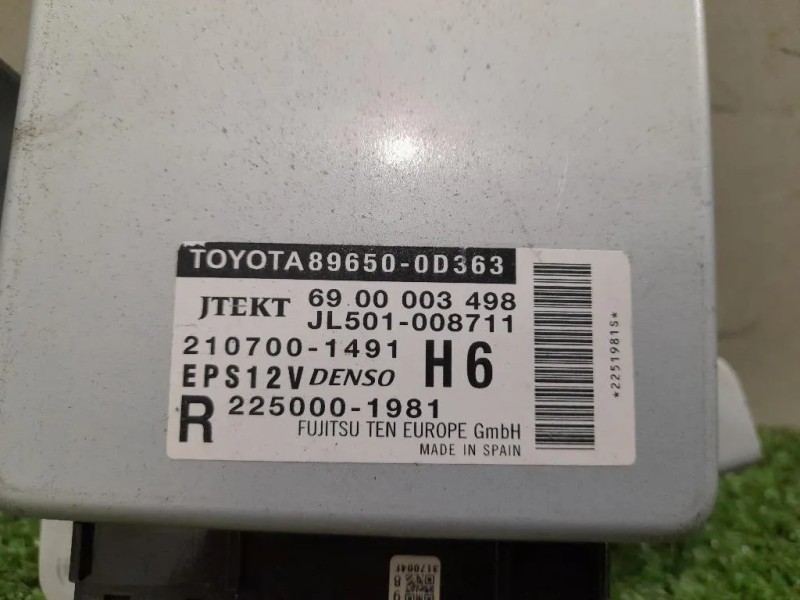 TOYOTA 89650-0D363
JTEKT 69 00 003 498
JL501-008711
210700-1491 H6
EPS12V DENSO
R 225000-1981
FUJITSU TEN EUROPE GmbH
MADE IN SPAIN
*2251981S*
317004Y